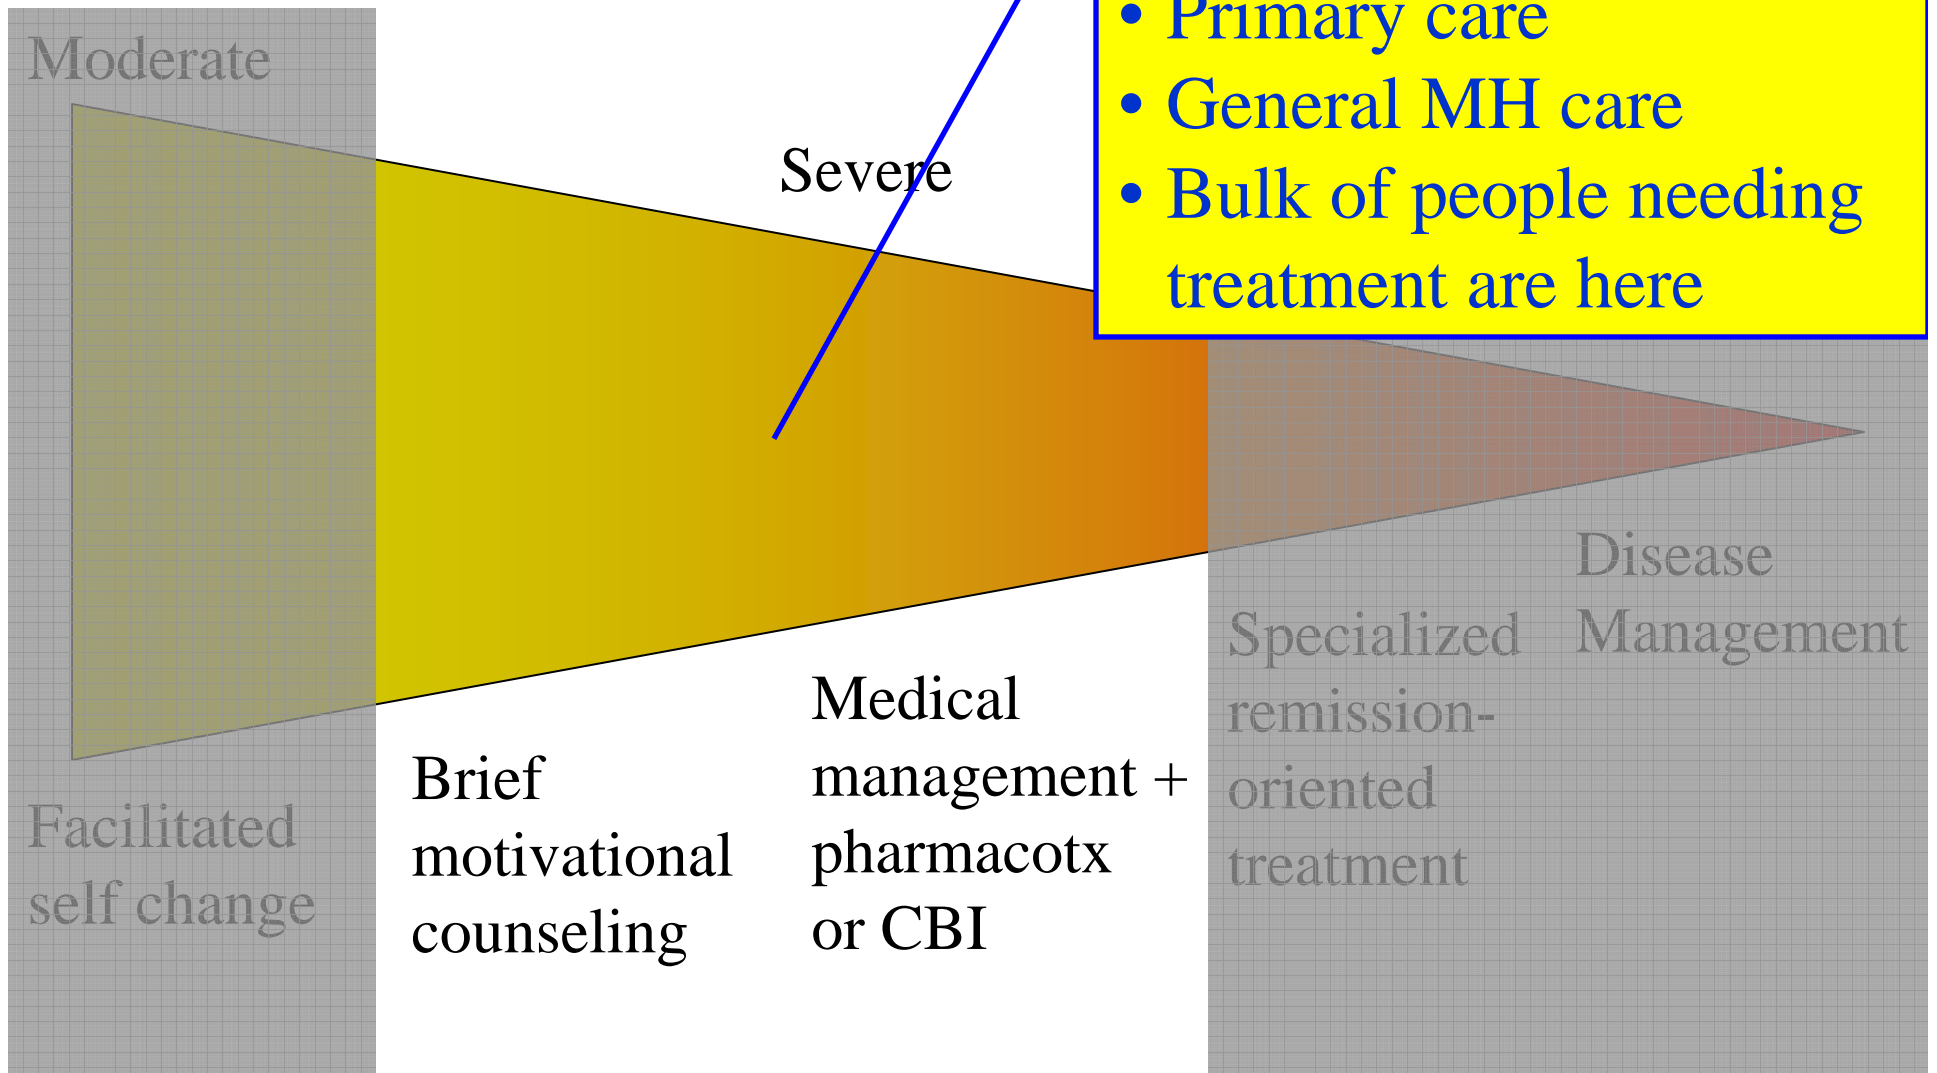 • Primary care
• General MH care
• Bulk of people needing
treatment are here
Moderate
Severe
Facilitated
self change
Brief
motivational
counseling
Medical
management +
pharmacotx
or CBI
Specialized
remission-
oriented
treatment
Disease
Management